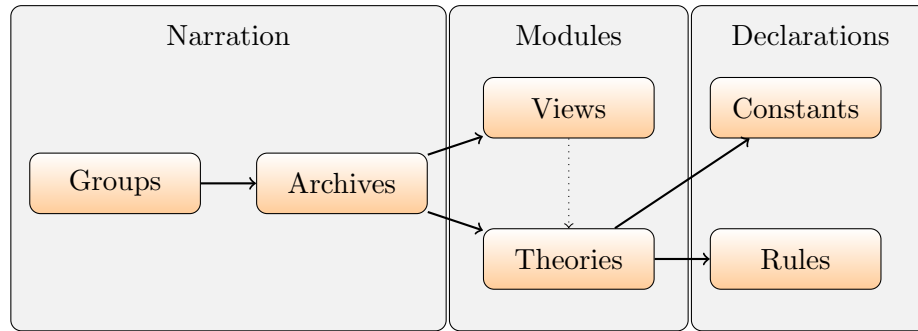 Narration
Modules
Declarations
Views
Constants
Groups
Archives
Theories
Rules